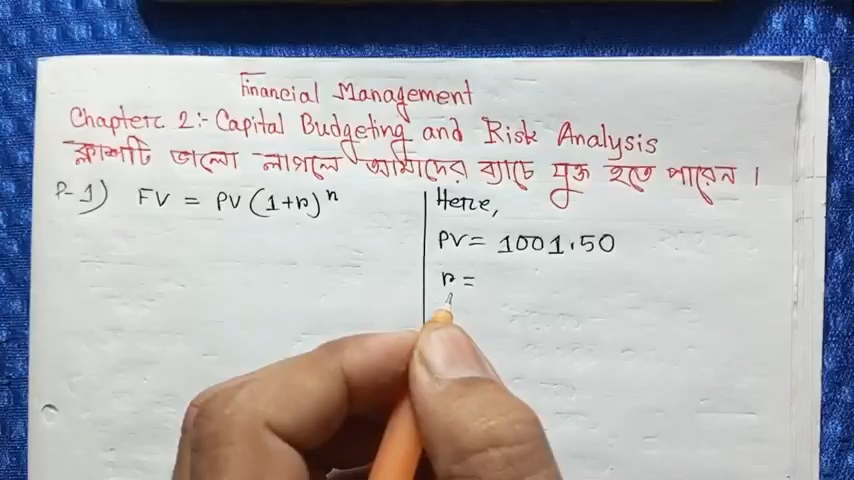 Financial Management
Chapter 2:- Capital Budgeting and Risk Analysis
ক্লাশটি ভালো লাগলে আমাদের ব্যাচে যুক্ত হতে পারেন ।
P-1) FV = PV (1+r)^n
Here,
PV = 1001.50
r =